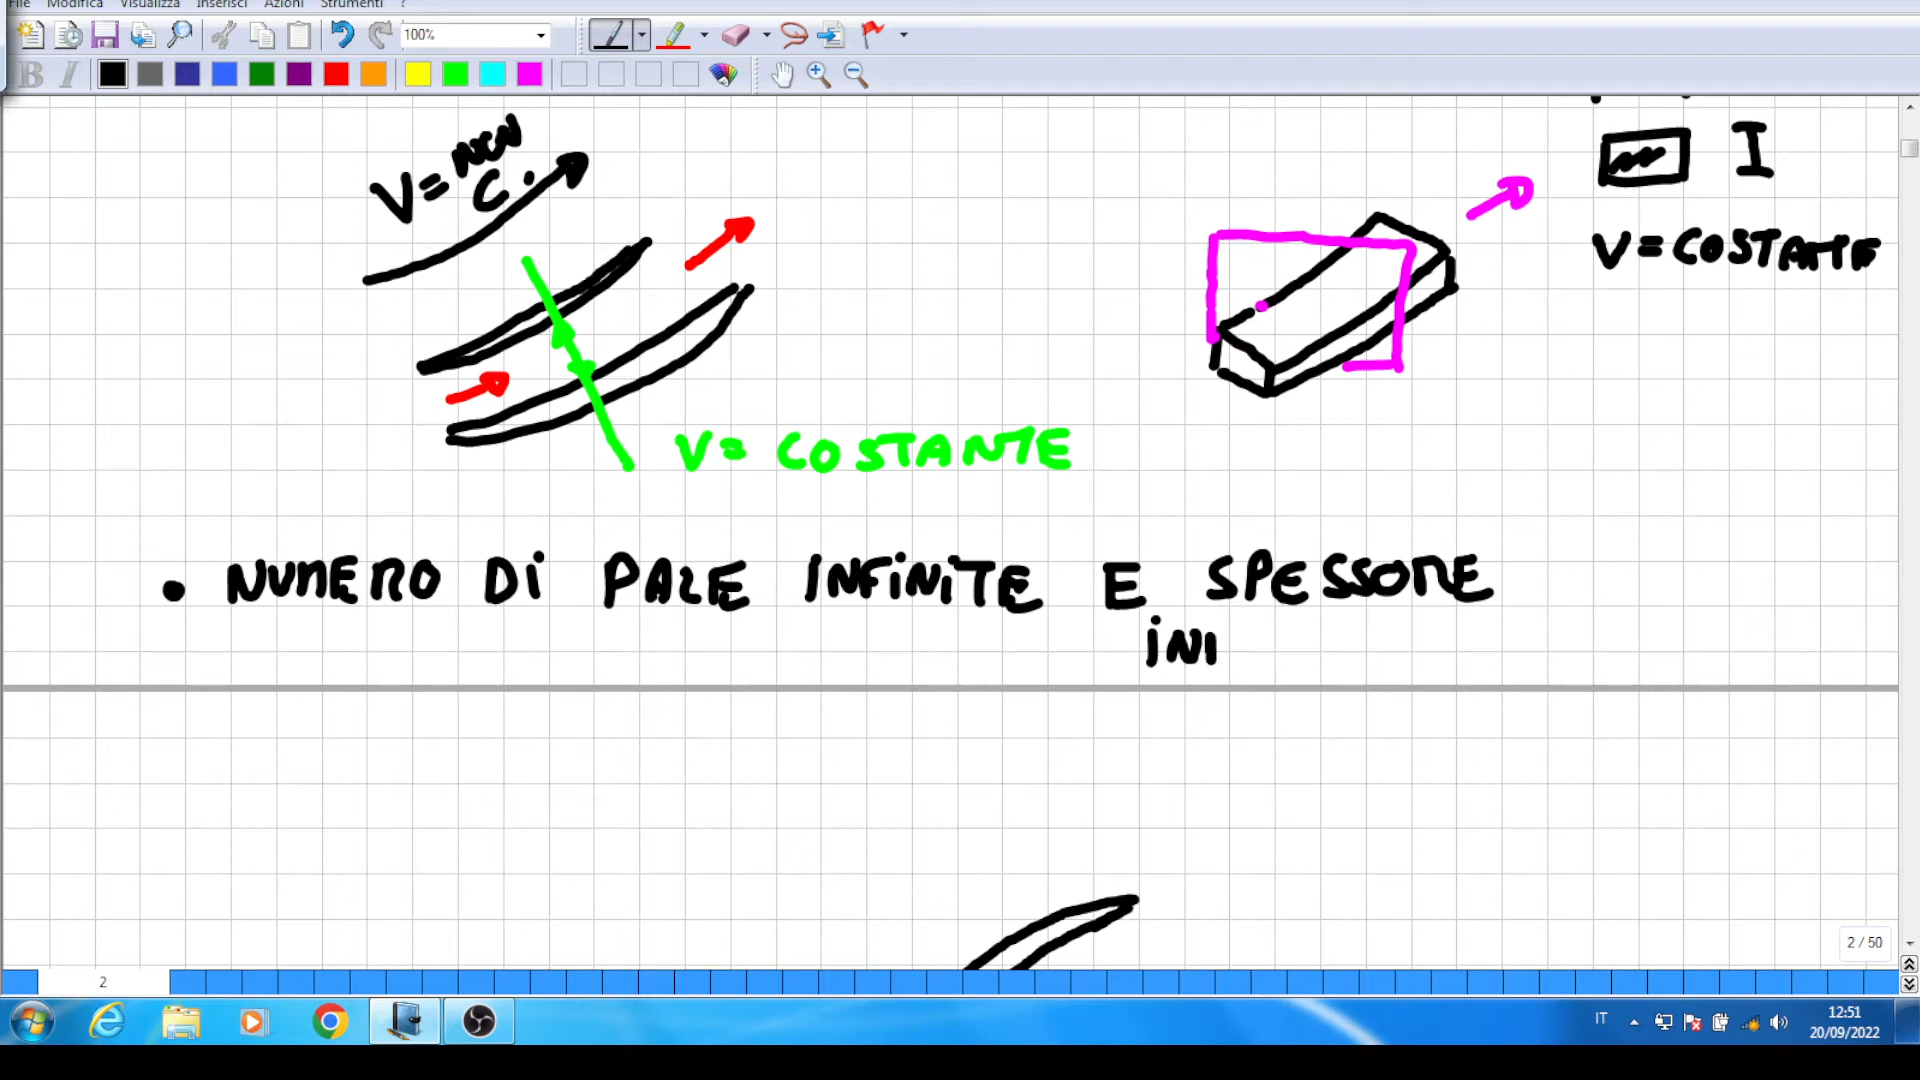 File Modifica Visualizza Inserisci Azioni Strumenti ?
100%
B I
V= NON
C.
I
V= COSTANTE
V= COSTANTE
• NUMERO DI PALE INFINITE E SPESSORE
INI
2 / 50
2
IT
12:51
20/09/2022